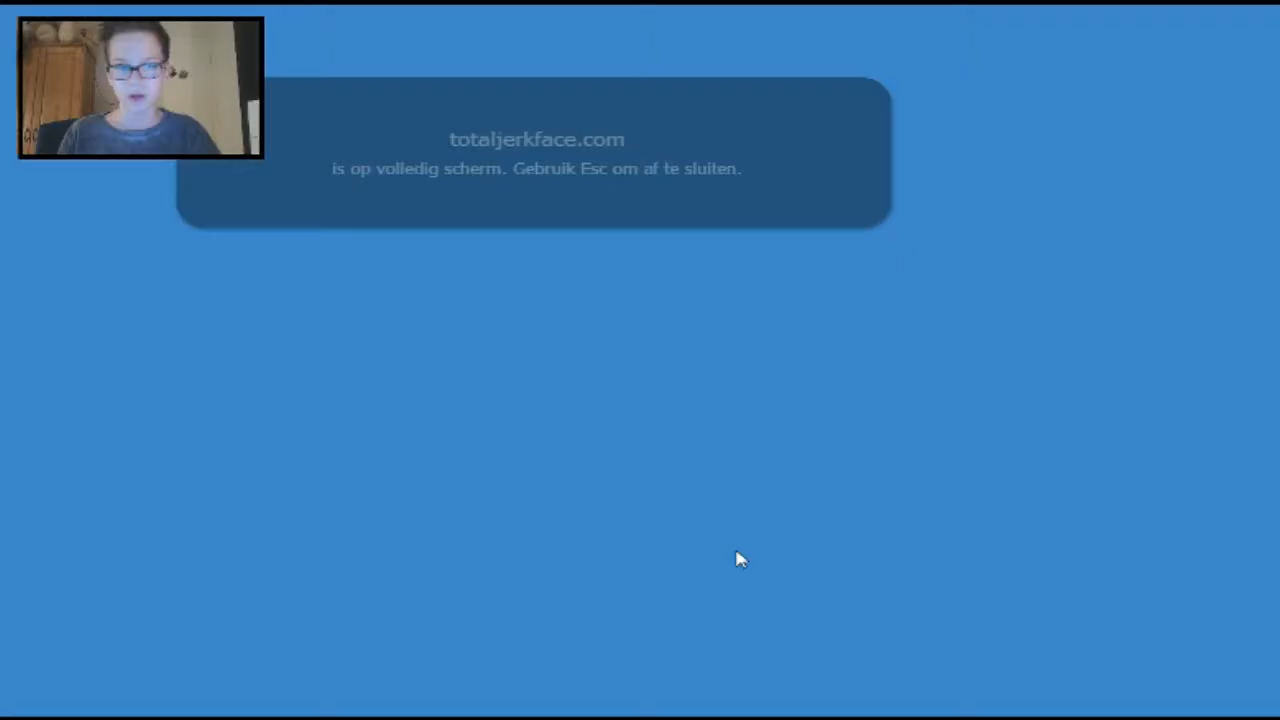 totaljerkface.com
is op volledig scherm. Gebruik Esc om af te sluiten.